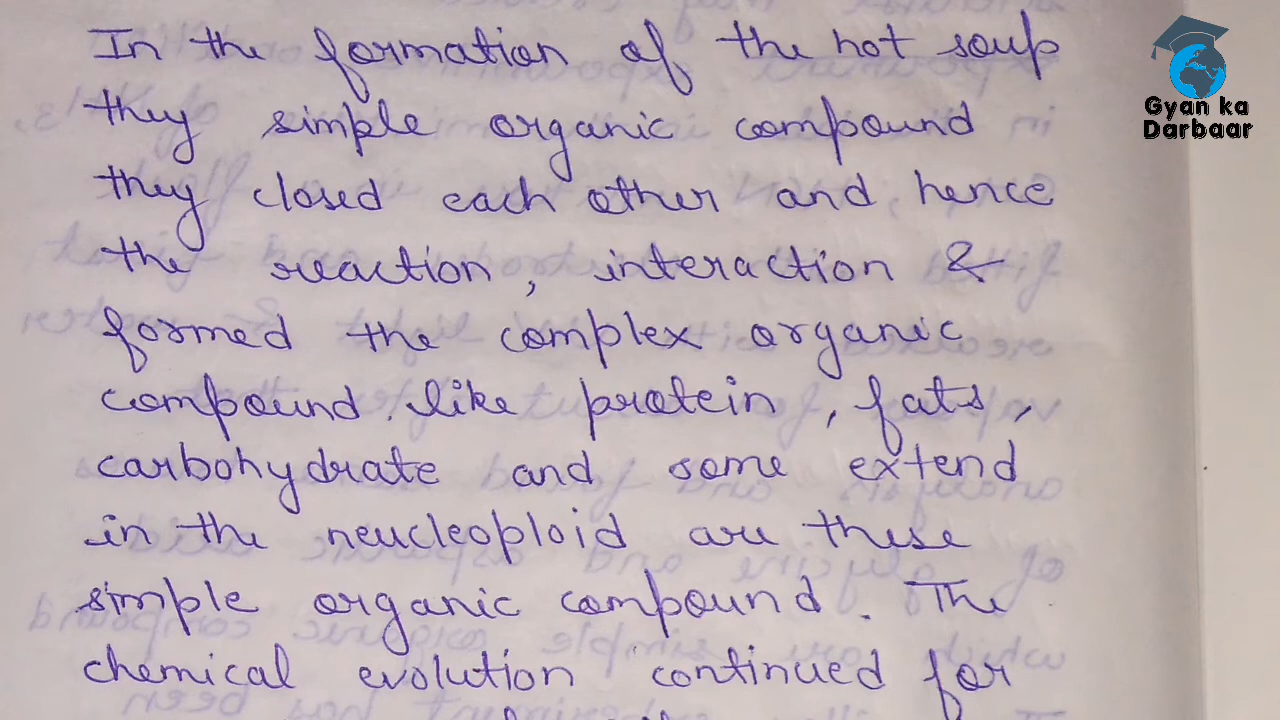 In the formation of the hot soup
they simple organic compound
they closed each other and hence
the reaction, interaction &
formed the complex organic
compound. like protein, fats,
carbohydrate and some extend
in the neucleoploid are these
simple organic compound. The
chemical evolution continued for
Gyan ka
Darbaar